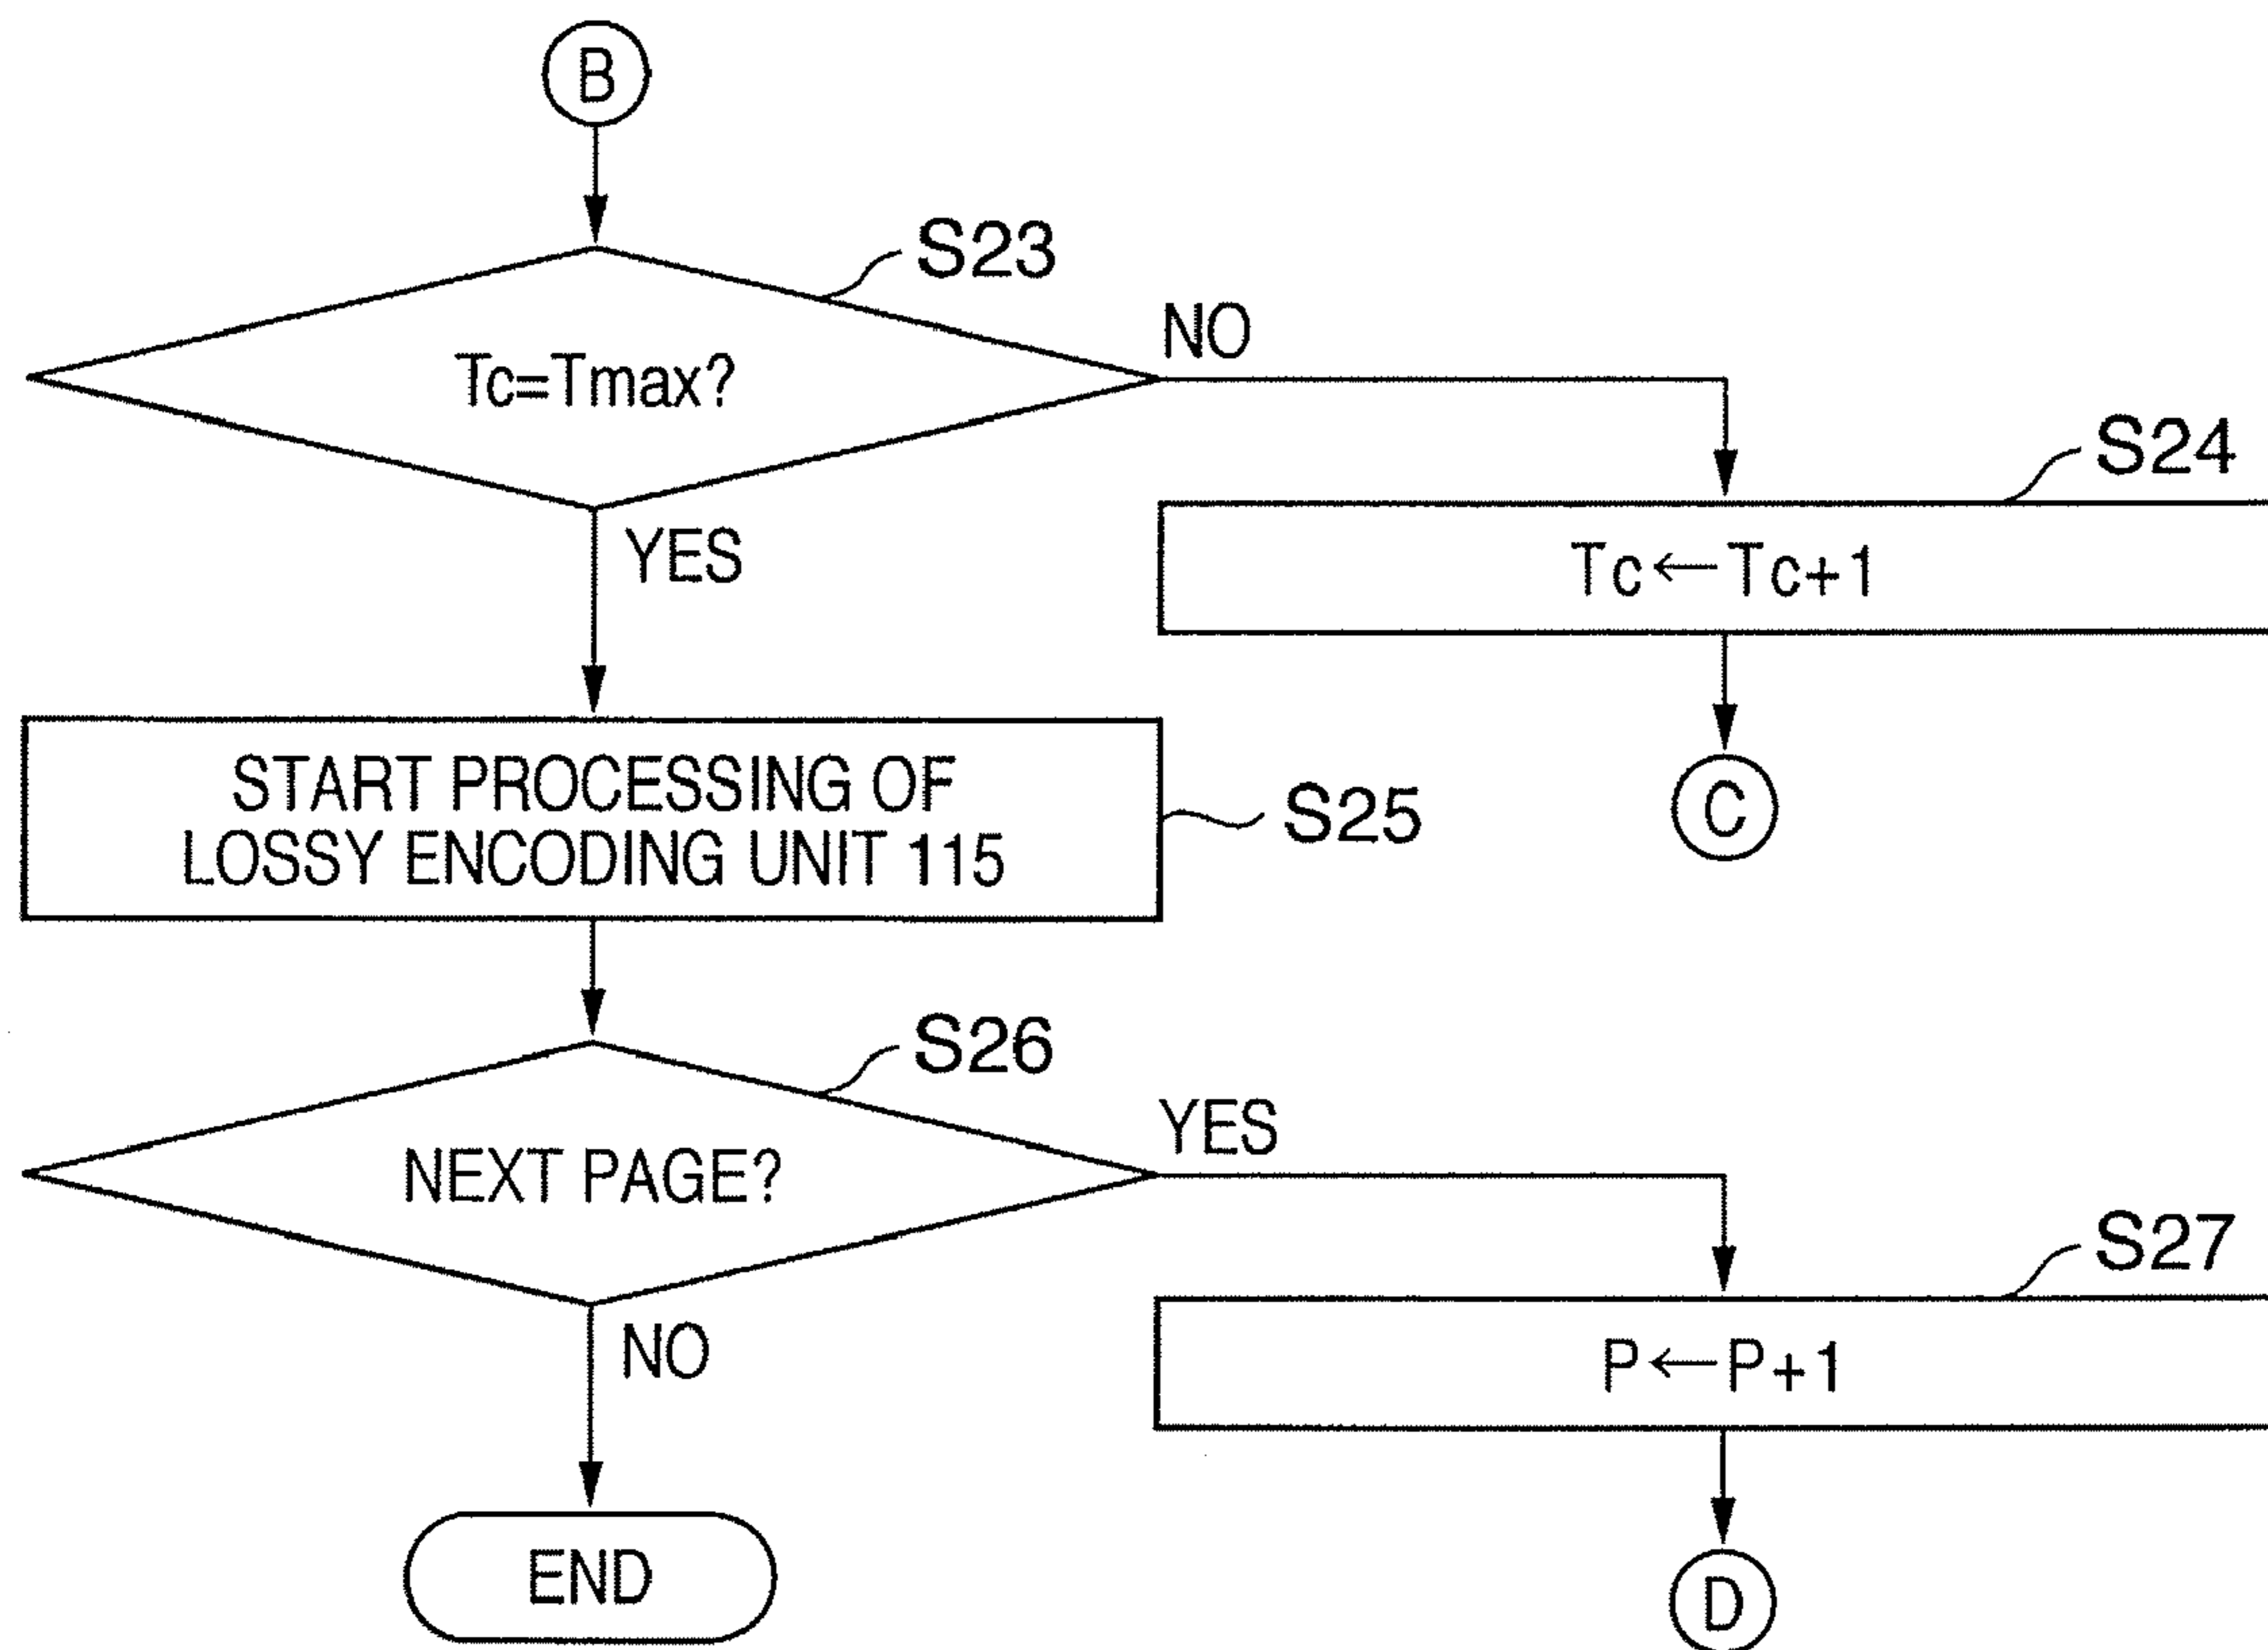 B
S23
Tc=Tmax?
NO
S24
YES
Tc←Tc+1
START PROCESSING OF
LOSSY ENCODING UNIT 115
S25
C
S26
YES
NEXT PAGE?
S27
NO
P←P+1
END
D